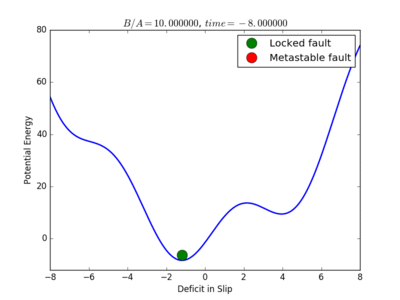 B/A = 10.000000, time = − 8.000000
Locked fault
Metastable fault
80
60
40
20
0
Potential Energy
−8 −6 −4 −2 0 2 4 6 8
Deficit in Slip